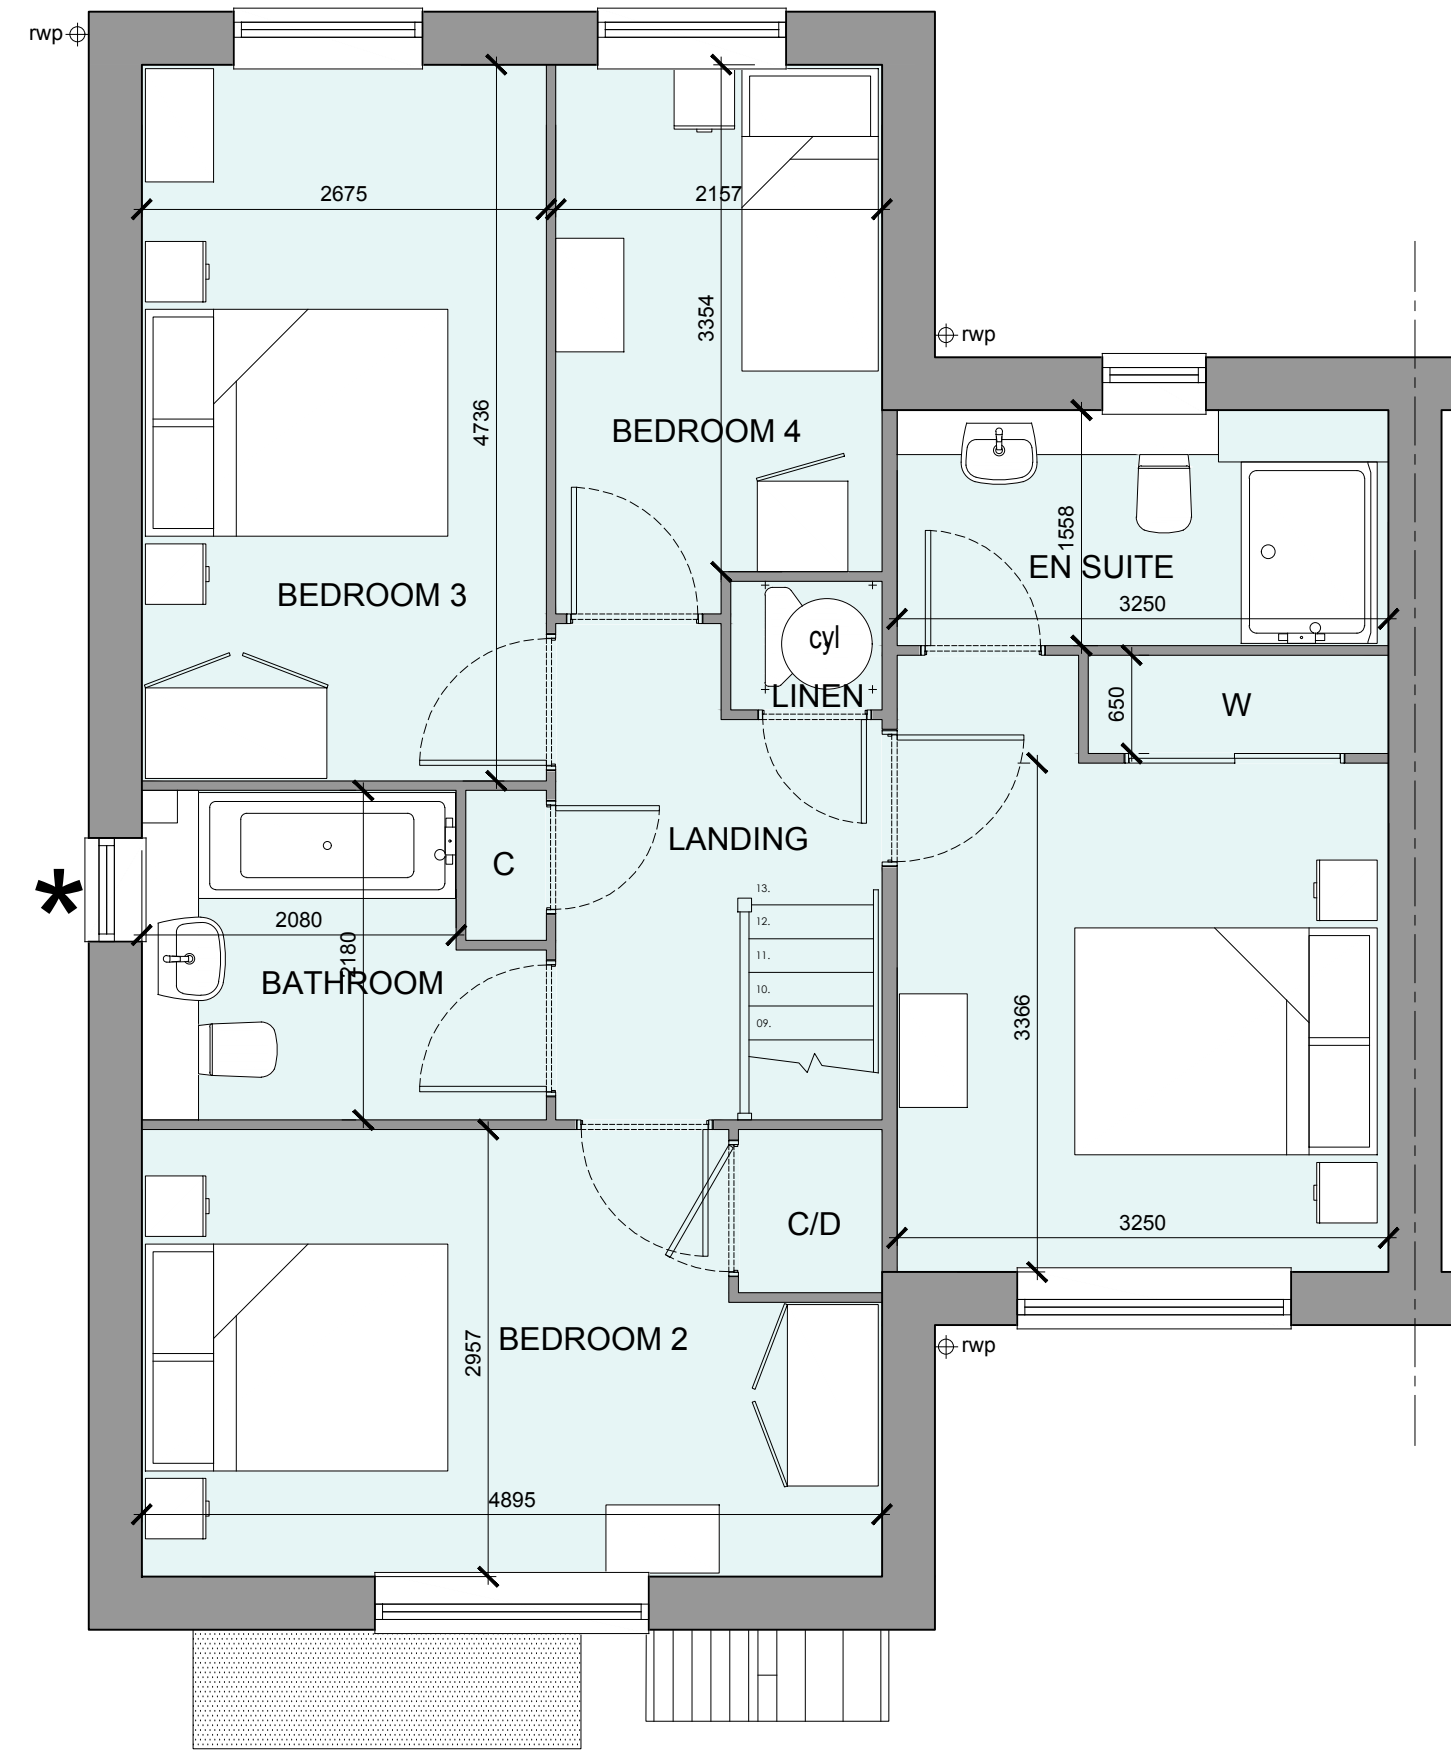 rwp
2675
2157
3354
rwp
4736
BEDROOM 4
1558
EN SUITE
BEDROOM 3
3250
cyl
LINEN
650
W
LANDING
C
13.
12.
11.
10.
09.
*
2080
2180
BATHROOM
3366
C/D
3250
BEDROOM 2
2957
rwp
4895